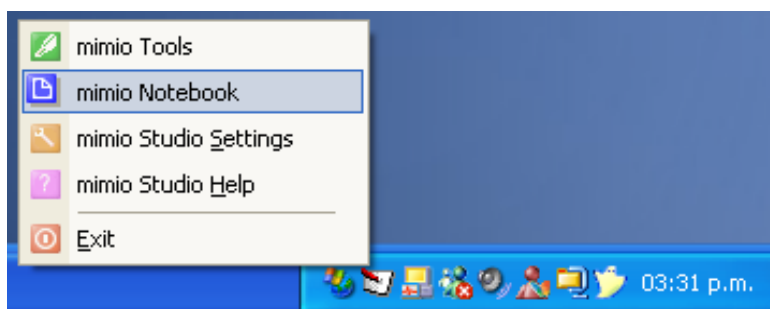 mimio Tools
mimio Notebook
mimio Studio Settings
mimio Studio Help
Exit
03:31 p.m.